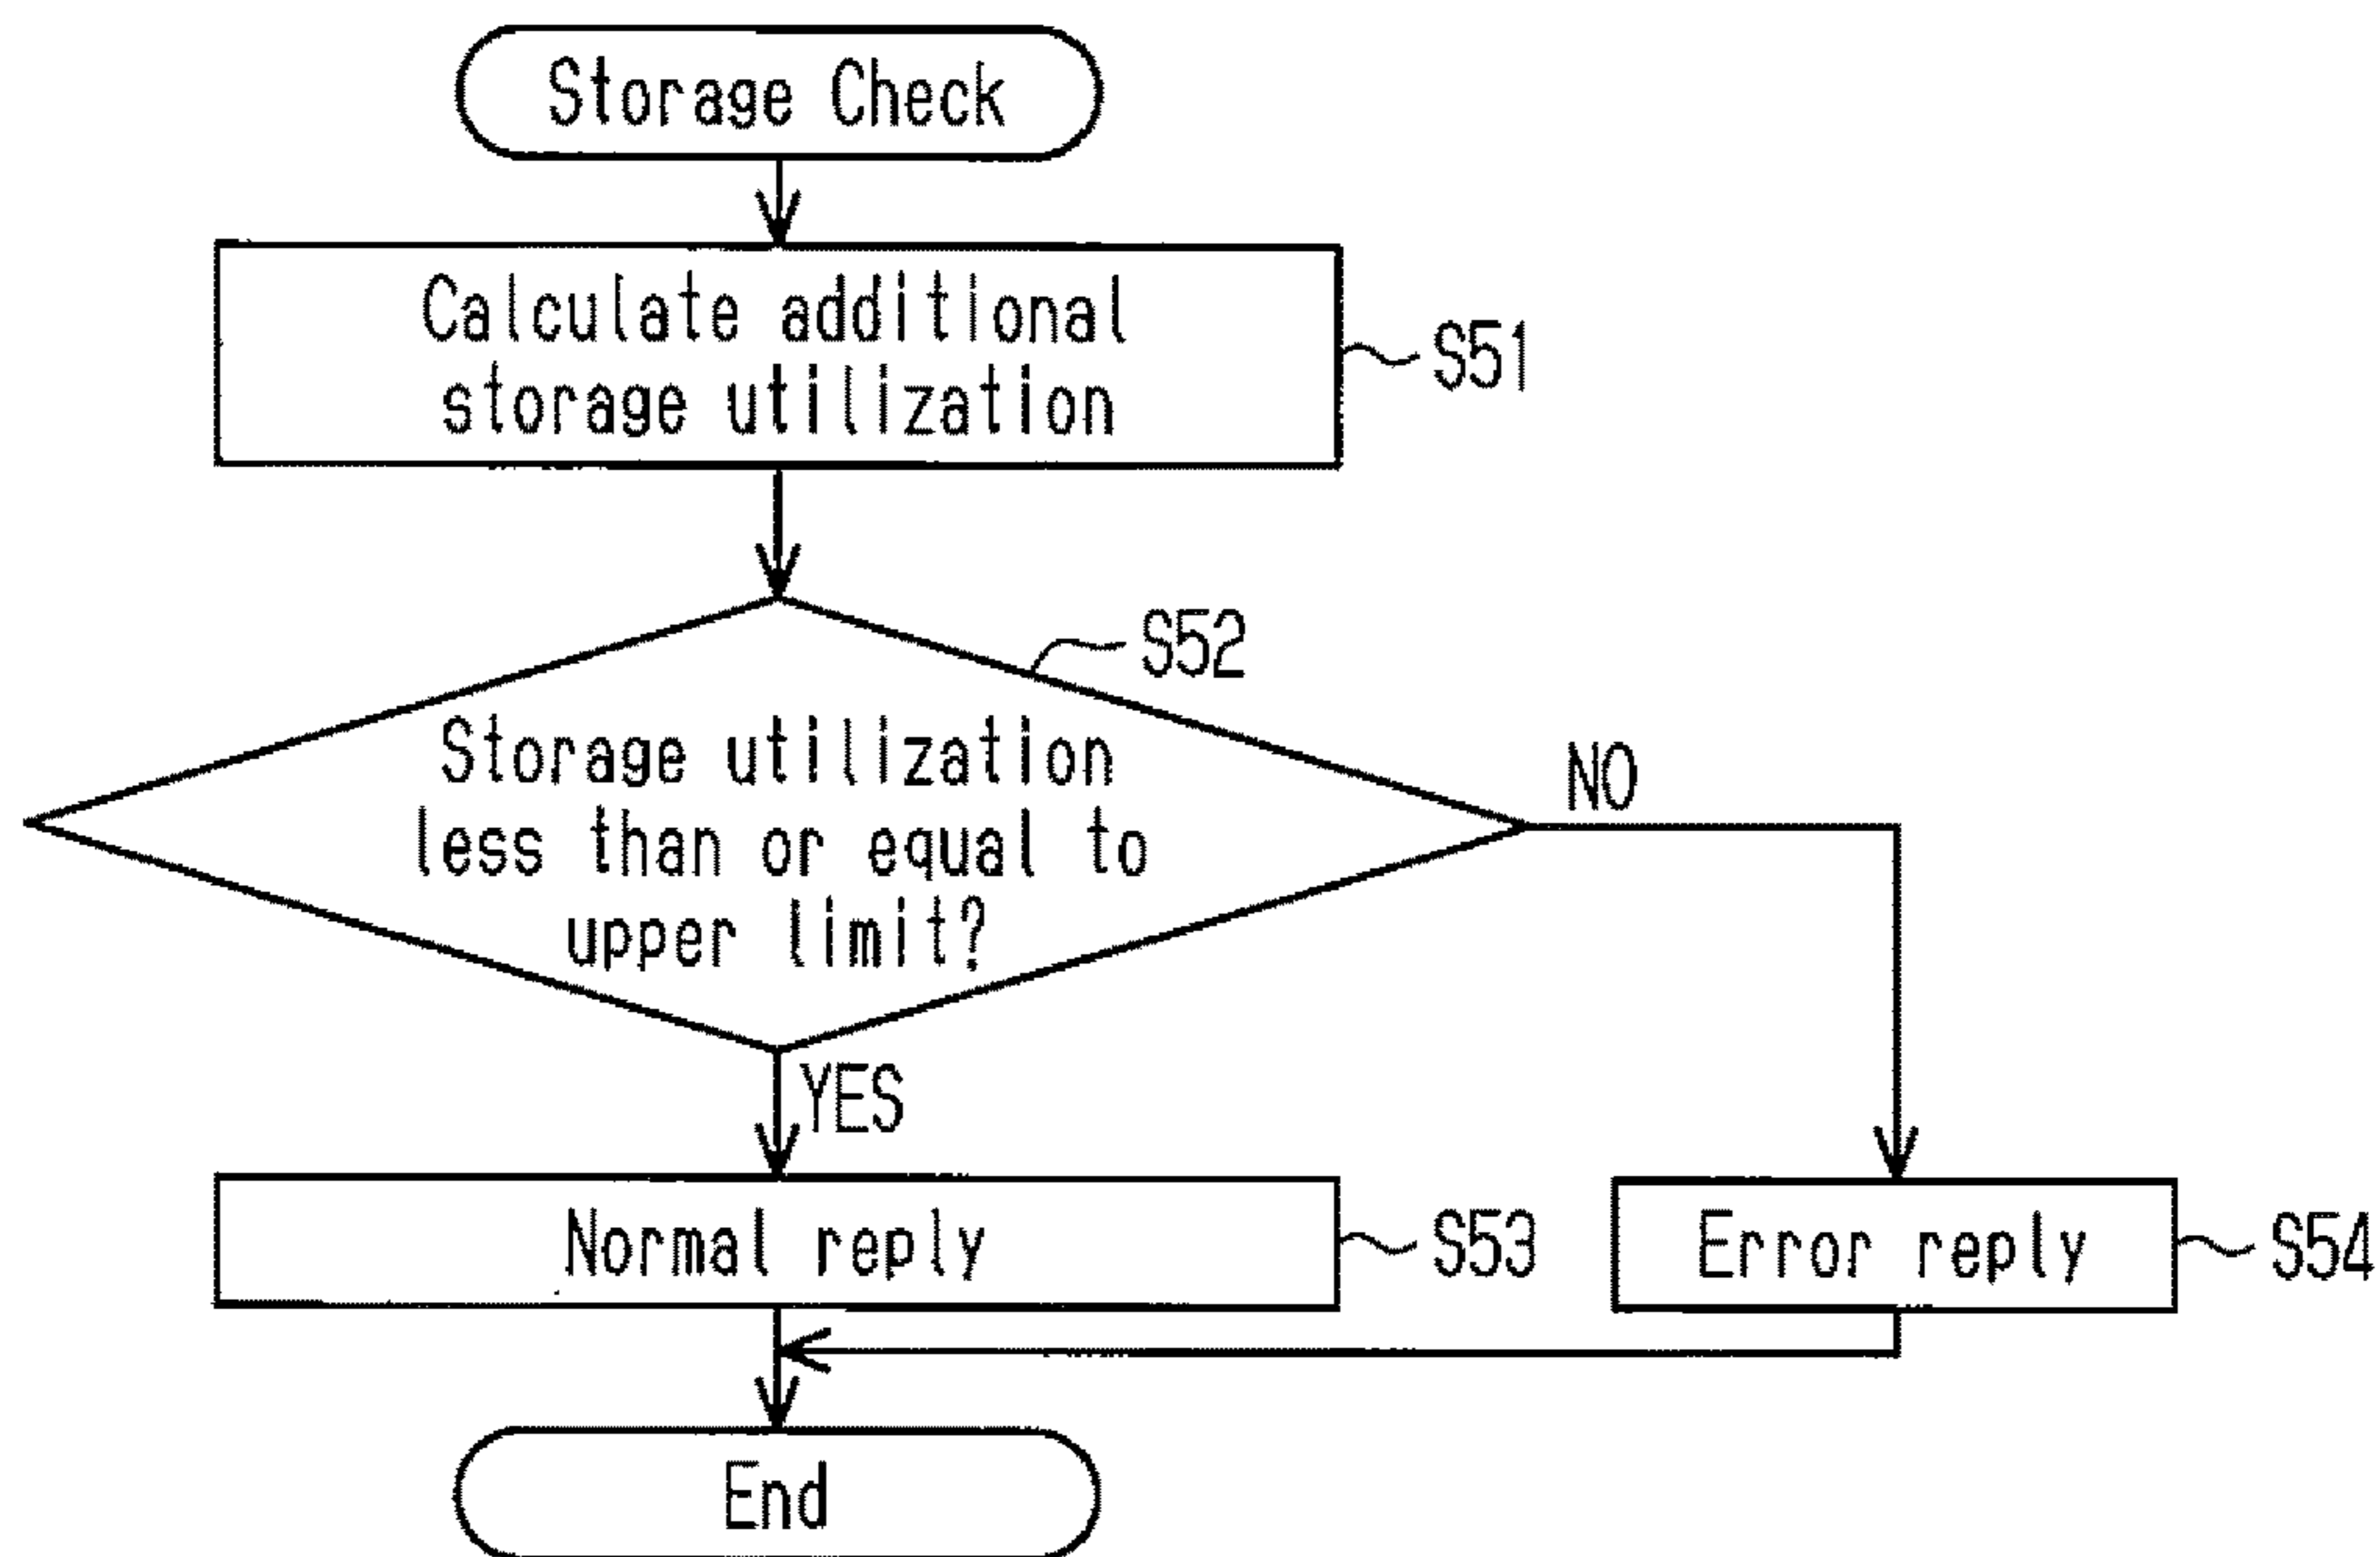 Storage Check
Calculate additional
storage utilization
S51
S52
Storage utilization
less than or equal to
upper limit?
NO
YES
Normal reply
S53
Error reply
S54
End